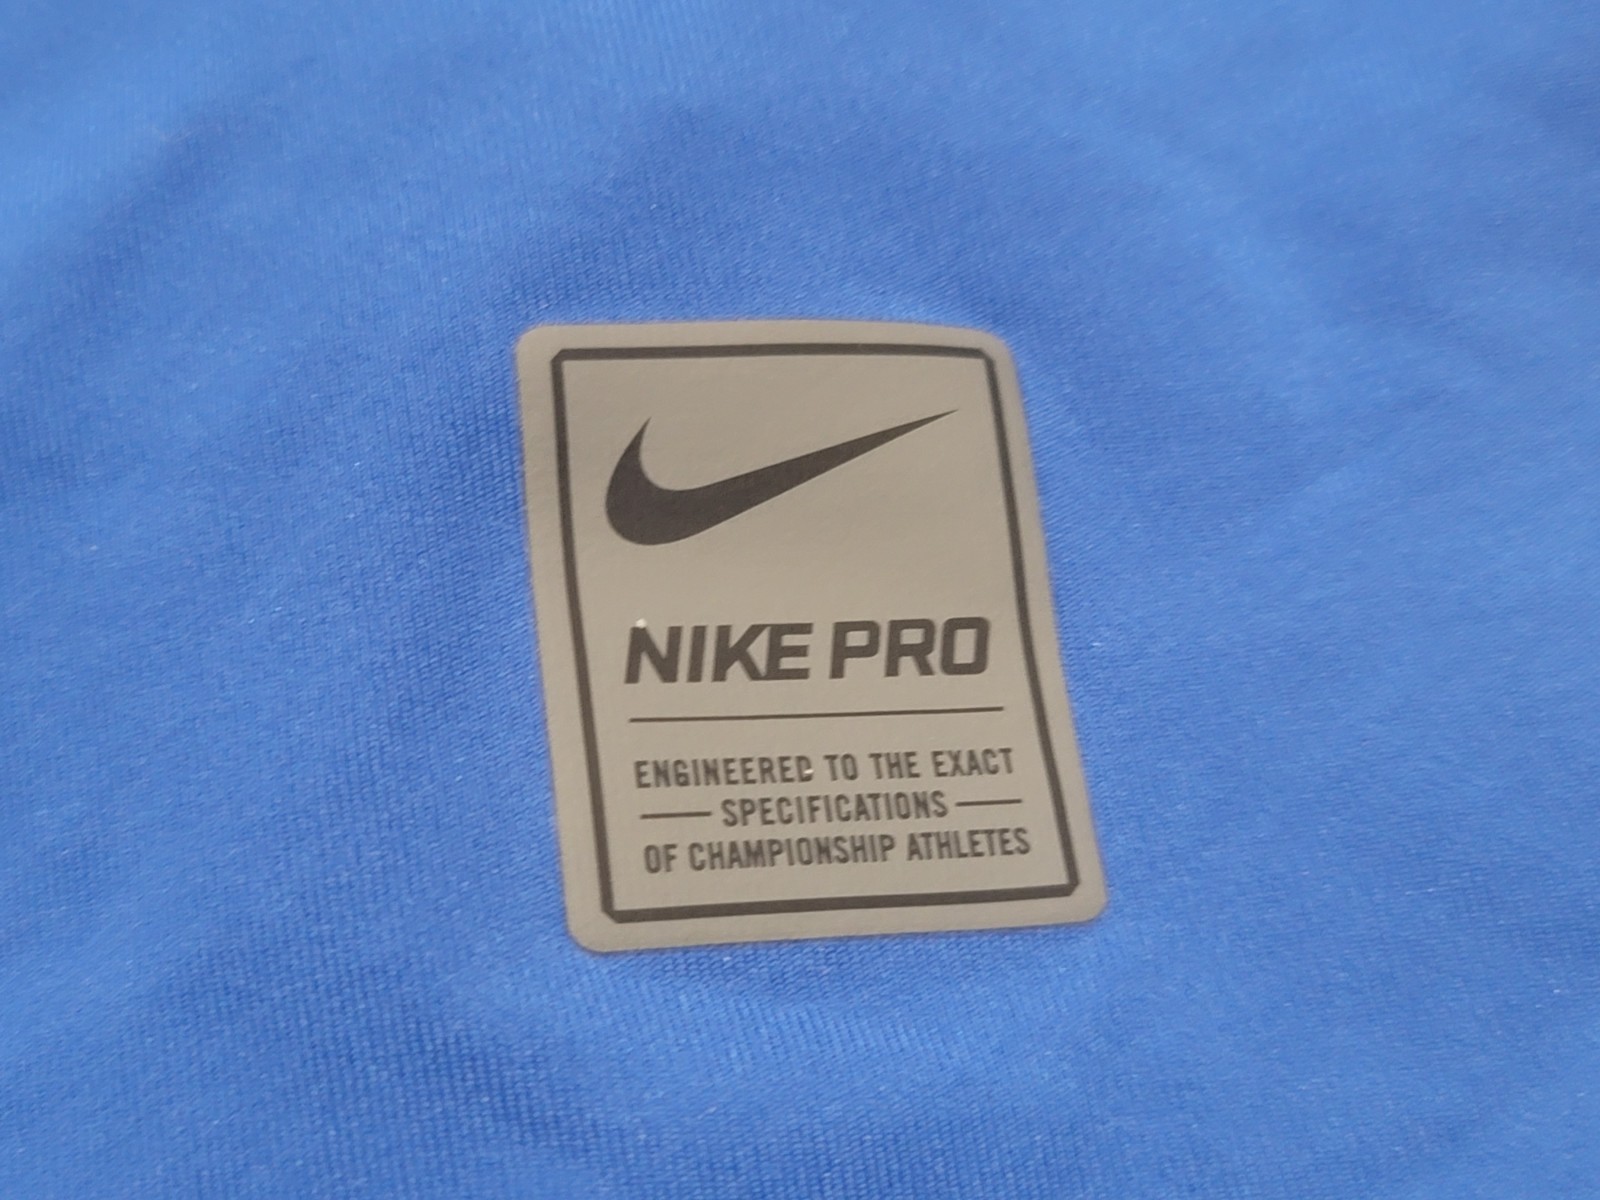 NIKE PRO
ENGINEERED TO THE EXACT
SPECIFICATIONS
OF CHAMPIONSHIP ATHLETES